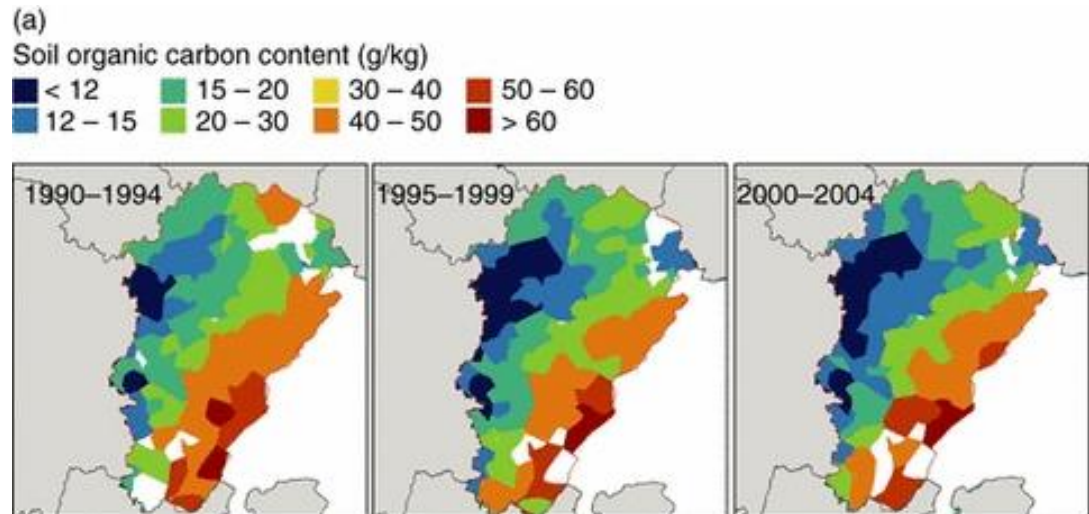 (a)
Soil organic carbon content (g/kg)
< 12 15 – 20 30 – 40 50 – 60
12 – 15 20 – 30 40 – 50 > 60
1990–1994 1995–1999 2000–2004